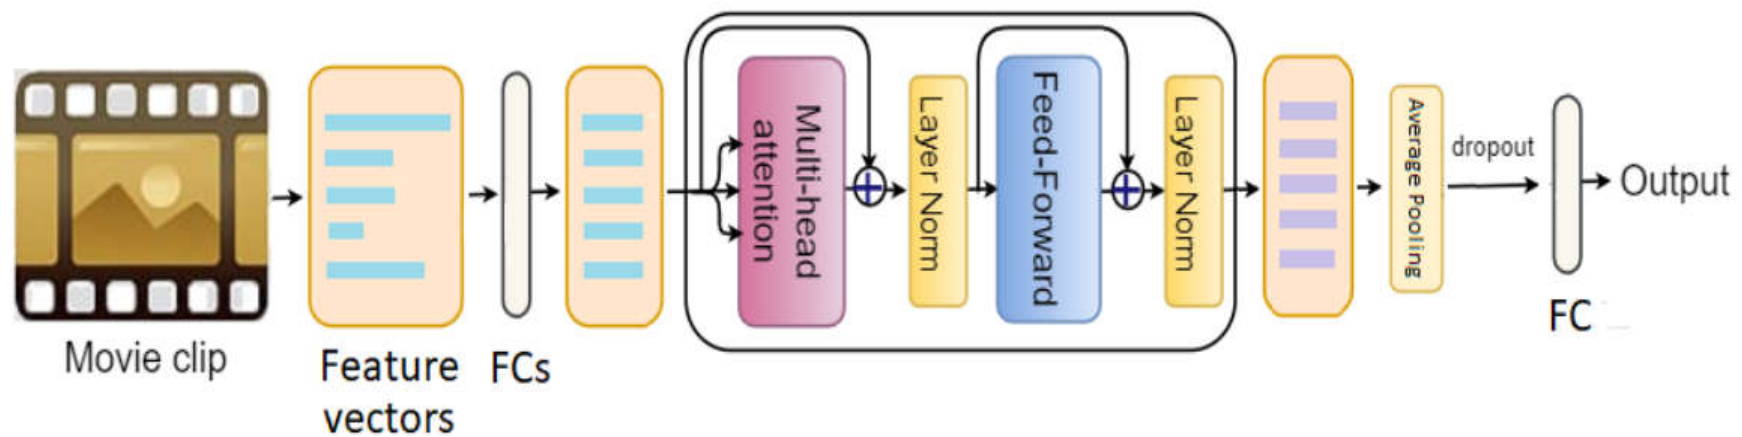 Movie clip
Feature
vectors
FCs
Multi-head
attention
Layer Norm
Feed-Forward
Layer Norm
Average Pooling
dropout
FC
Output